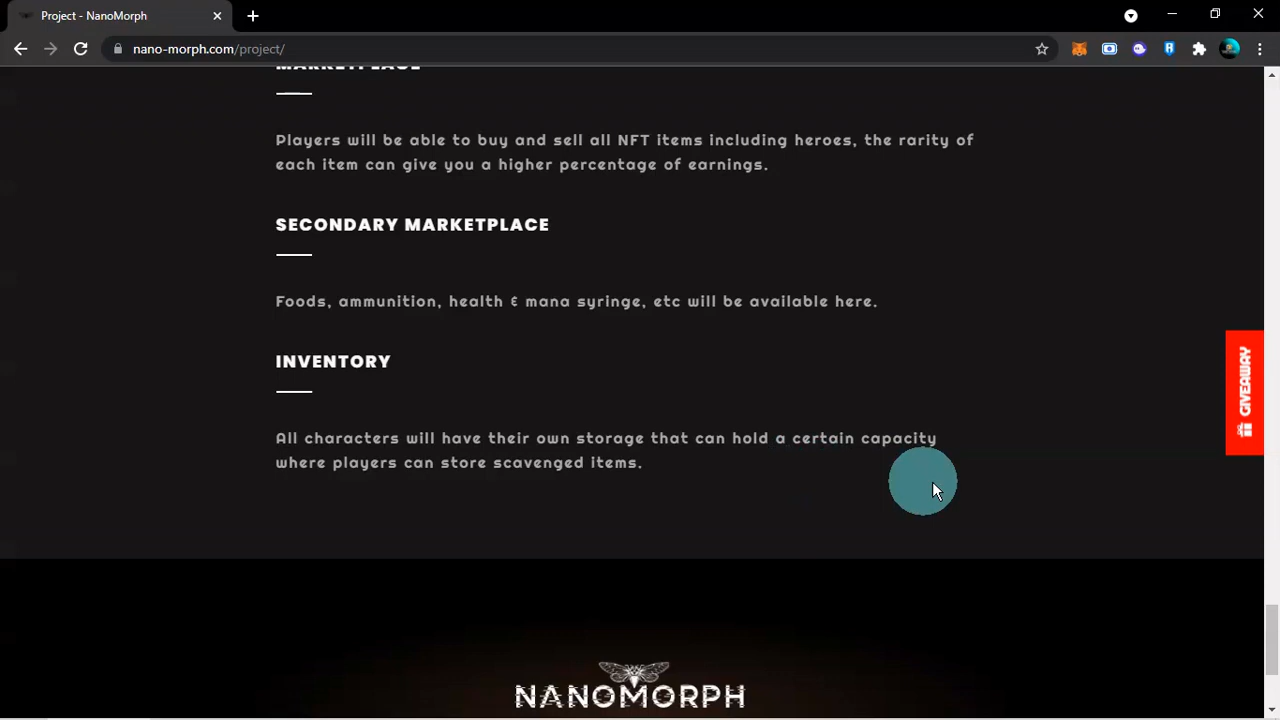 Project - NanoMorph
nano-morph.com/project/
MARKETPLACE
Players will be able to buy and sell all NFT items including heroes, the rarity of
each item can give you a higher percentage of earnings.
SECONDARY MARKETPLACE
Foods, ammunition, health & mana syringe, etc will be available here.
INVENTORY
All characters will have their own storage that can hold a certain capacity
where players can store scavenged items.
GIVEAWAY
NANOMORPH